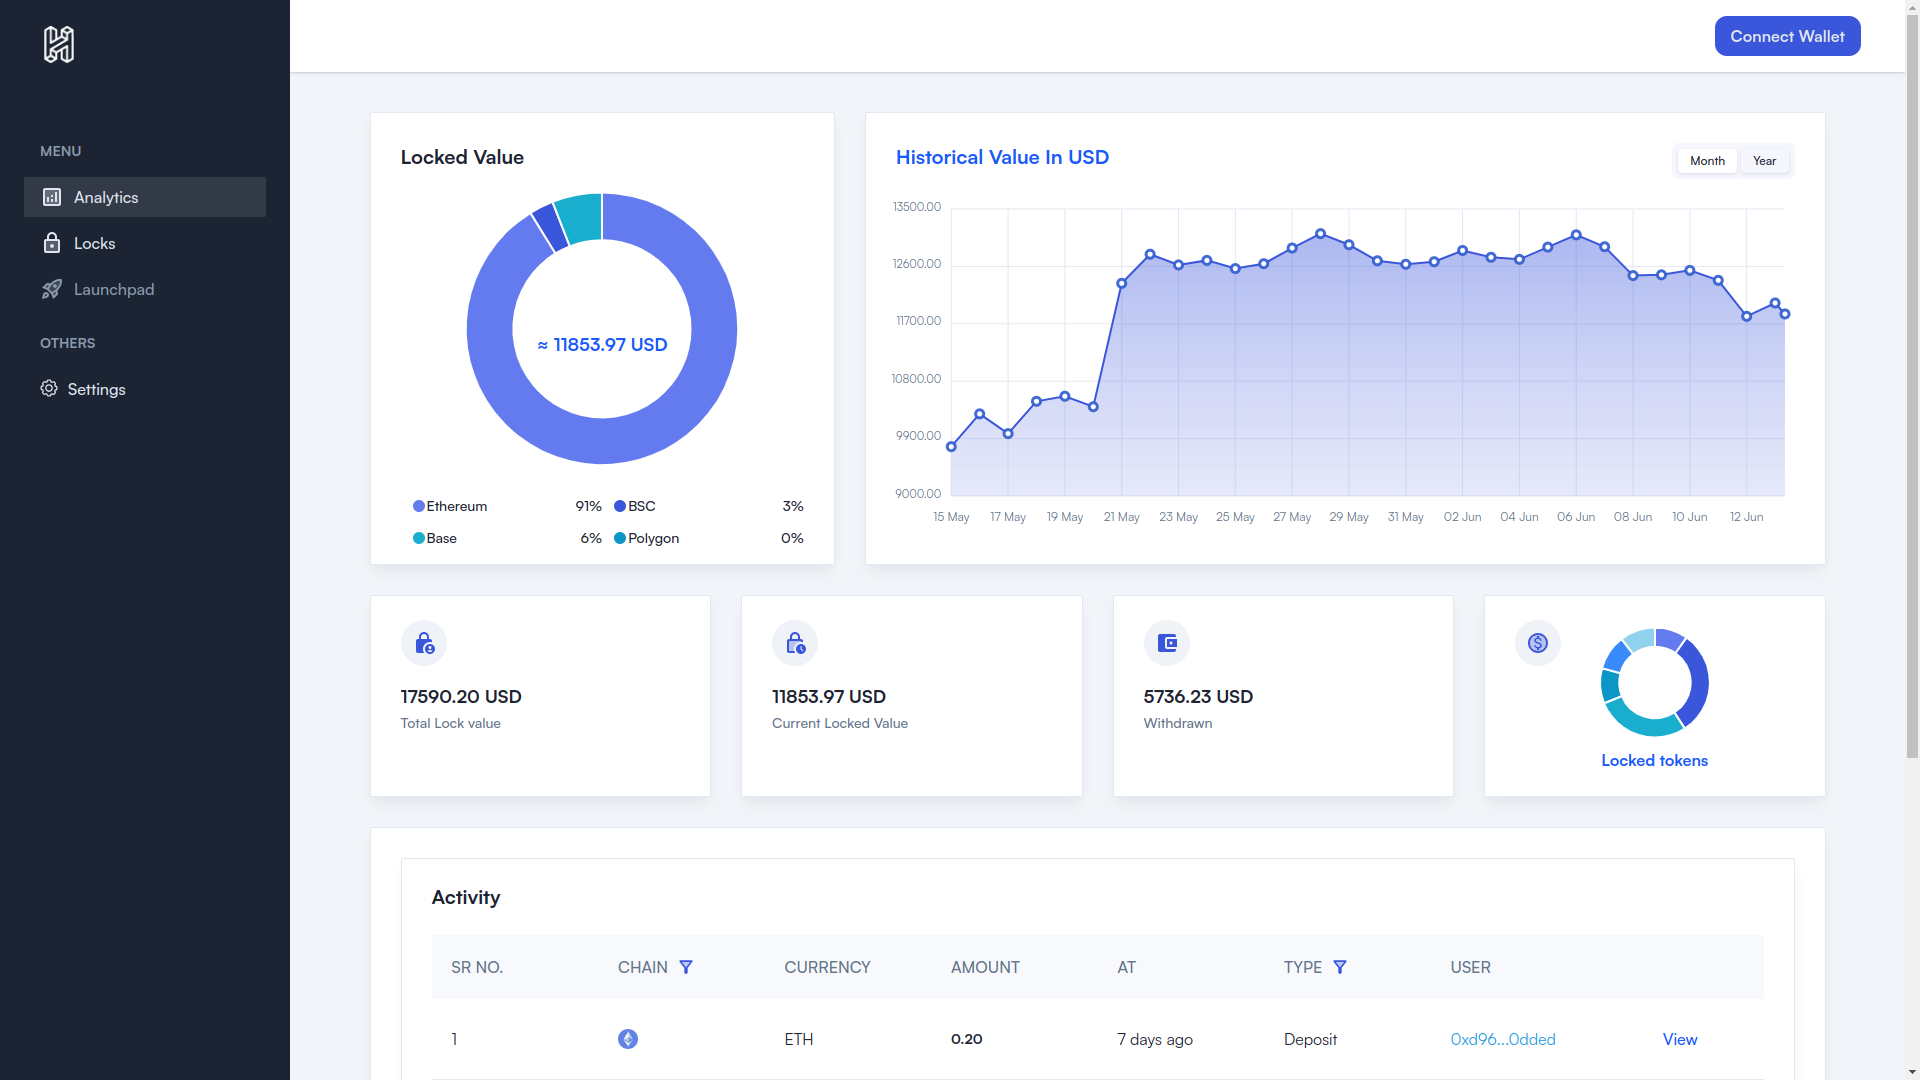 Connect Wallet
MENU
Analytics
Locks
Launchpad
OTHERS
Settings
Locked Value
≈ 11853.97 USD
Ethereum 91% BSC 3%
Base 6% Polygon 0%
Historical Value In USD
Month Year
13500.00
12600.00
11700.00
10800.00
9900.00
9000.00
15 May 17 May 19 May 21 May 23 May 25 May 27 May 29 May 31 May 02 Jun 04 Jun 06 Jun 08 Jun 10 Jun 12 Jun
17590.20 USD
Total Lock value
11853.97 USD
Current Locked Value
5736.23 USD
Withdrawn
Locked tokens
Activity
SR NO. CHAIN CURRENCY AMOUNT AT TYPE USER
1 ETH 0.20 7 days ago Deposit 0xd96...0dded View